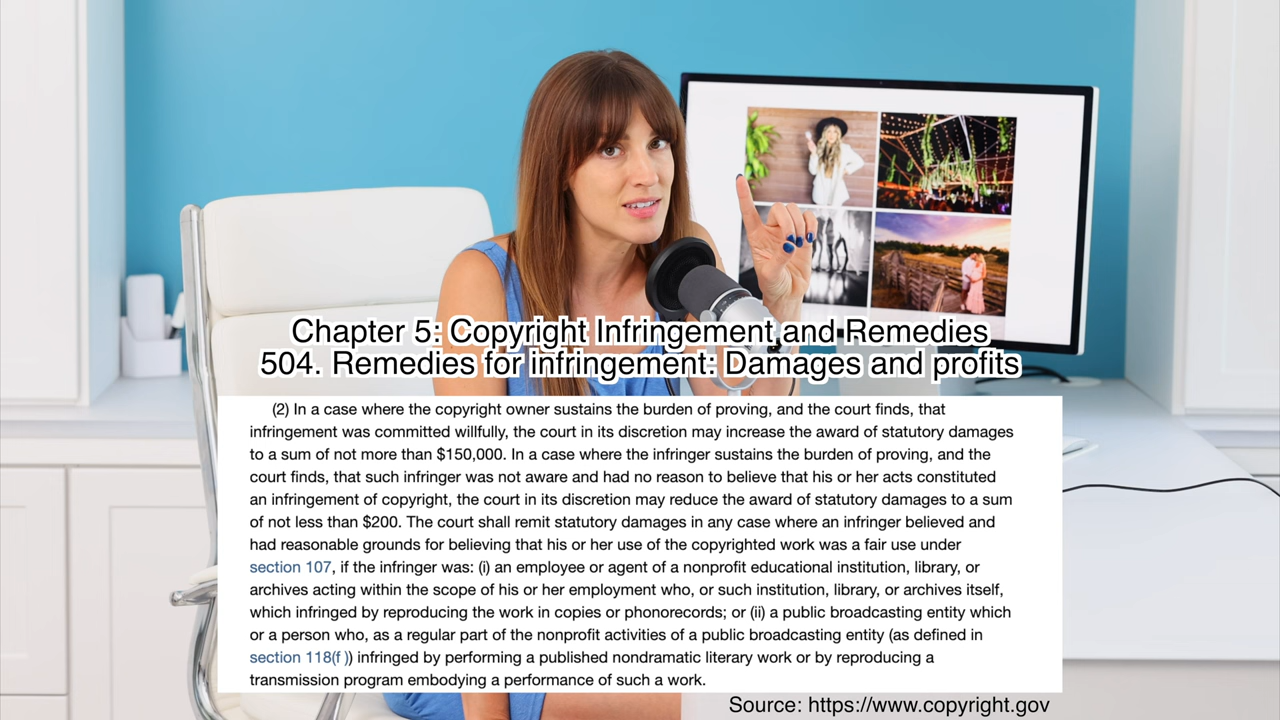 Chapter 5: Copyright Infringement and Remedies
504. Remedies for infringement: Damages and profits
(2) In a case where the copyright owner sustains the burden of proving, and the court finds, that
infringement was committed willfully, the court in its discretion may increase the award of statutory damages
to a sum of not more than $150,000. In a case where the infringer sustains the burden of proving, and the
court finds, that such infringer was not aware and had no reason to believe that his or her acts constituted
an infringement of copyright, the court in its discretion may reduce the award of statutory damages to a sum
of not less than $200. The court shall remit statutory damages in any case where an infringer believed and
had reasonable grounds for believing that his or her use of the copyrighted work was a fair use under
section 107, if the infringer was: (i) an employee or agent of a nonprofit educational institution, library, or
archives acting within the scope of his or her employment who, or such institution, library, or archives itself,
which infringed by reproducing the work in copies or phonorecords; or (ii) a public broadcasting entity which
or a person who, as a regular part of the nonprofit activities of a public broadcasting entity (as defined in
section 118(f )) infringed by performing a published nondramatic literary work or by reproducing a
transmission program embodying a performance of such a work.
Source: https://www.copyright.gov